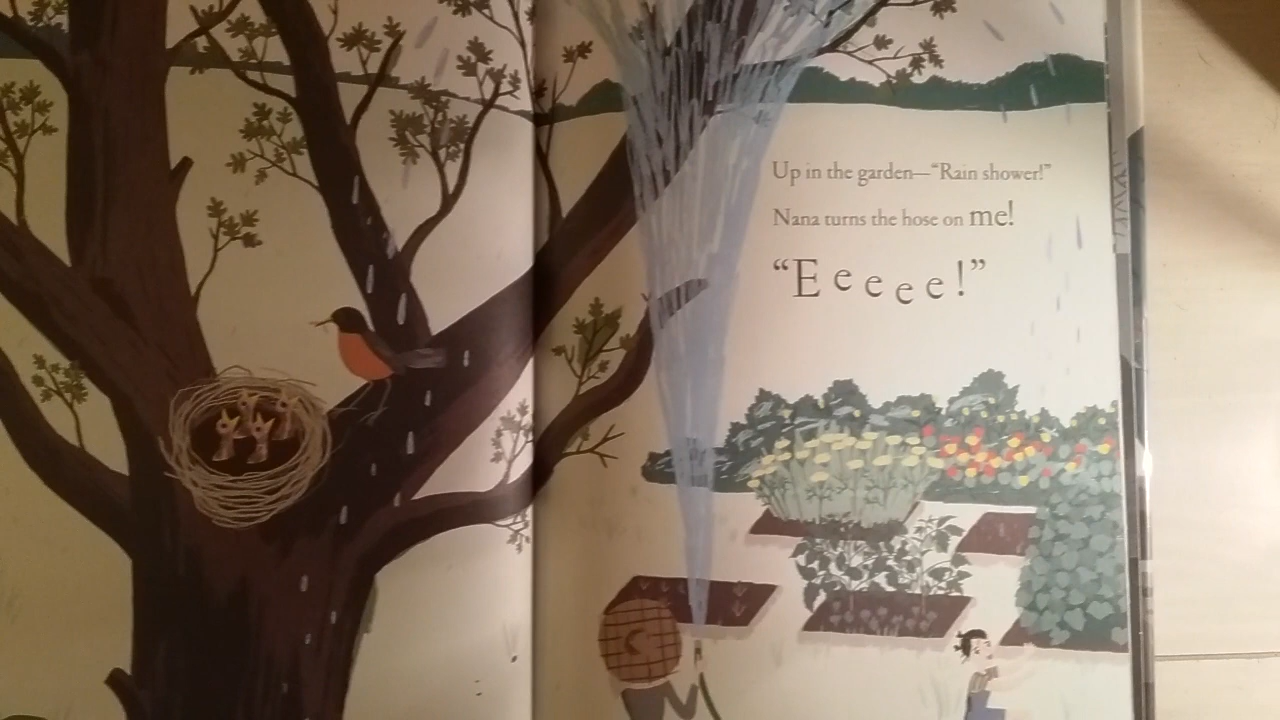 Up in the garden—“Rain shower!”
Nana turns the hose on me!
“Eeeee!”